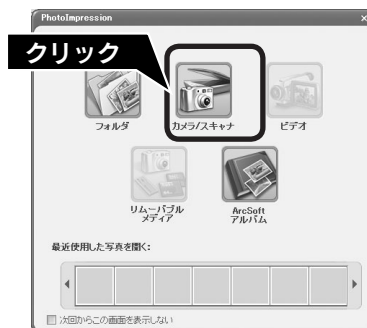 PhotoImpression
クリック
フォルダ
カメラ/スキャナ
ビデオ
リムーバブル
メディア
ArcSoft
アルバム
最近使用した写真を開く:
次回からこの画面を表示しない